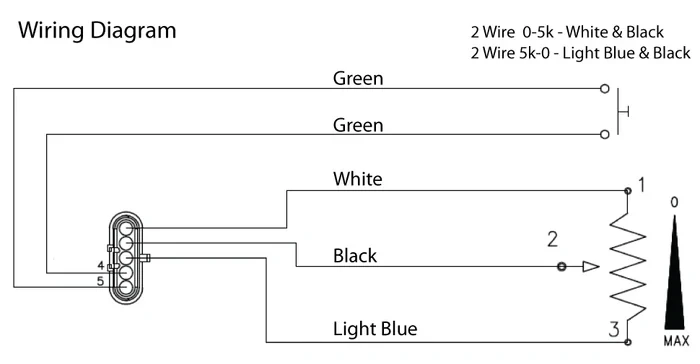 Wiring Diagram
2 Wire 0-5k - White & Black
2 Wire 5k-0 - Light Blue & Black
Green
Green
White
1
0
2
Black
4
5
Light Blue
3
MAX